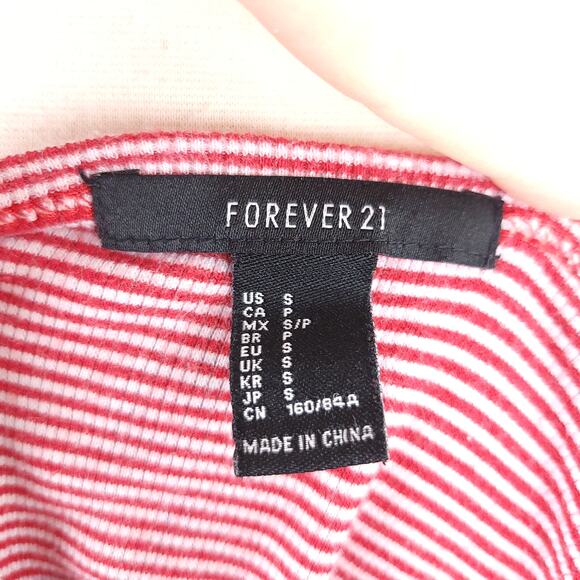 FOREVER 21
US S
CA P
MX S/P
BR P
EU S
UK S
KR S
JP S
CN 160/84A
MADE IN CHINA